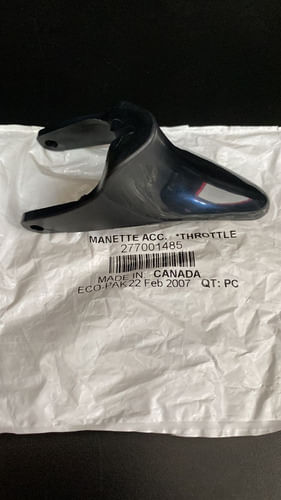 MANETTE ACC. *THROTTLE
277001485
MADE IN: CANADA
ECO-PAK 22 Feb 2007 QT: PC